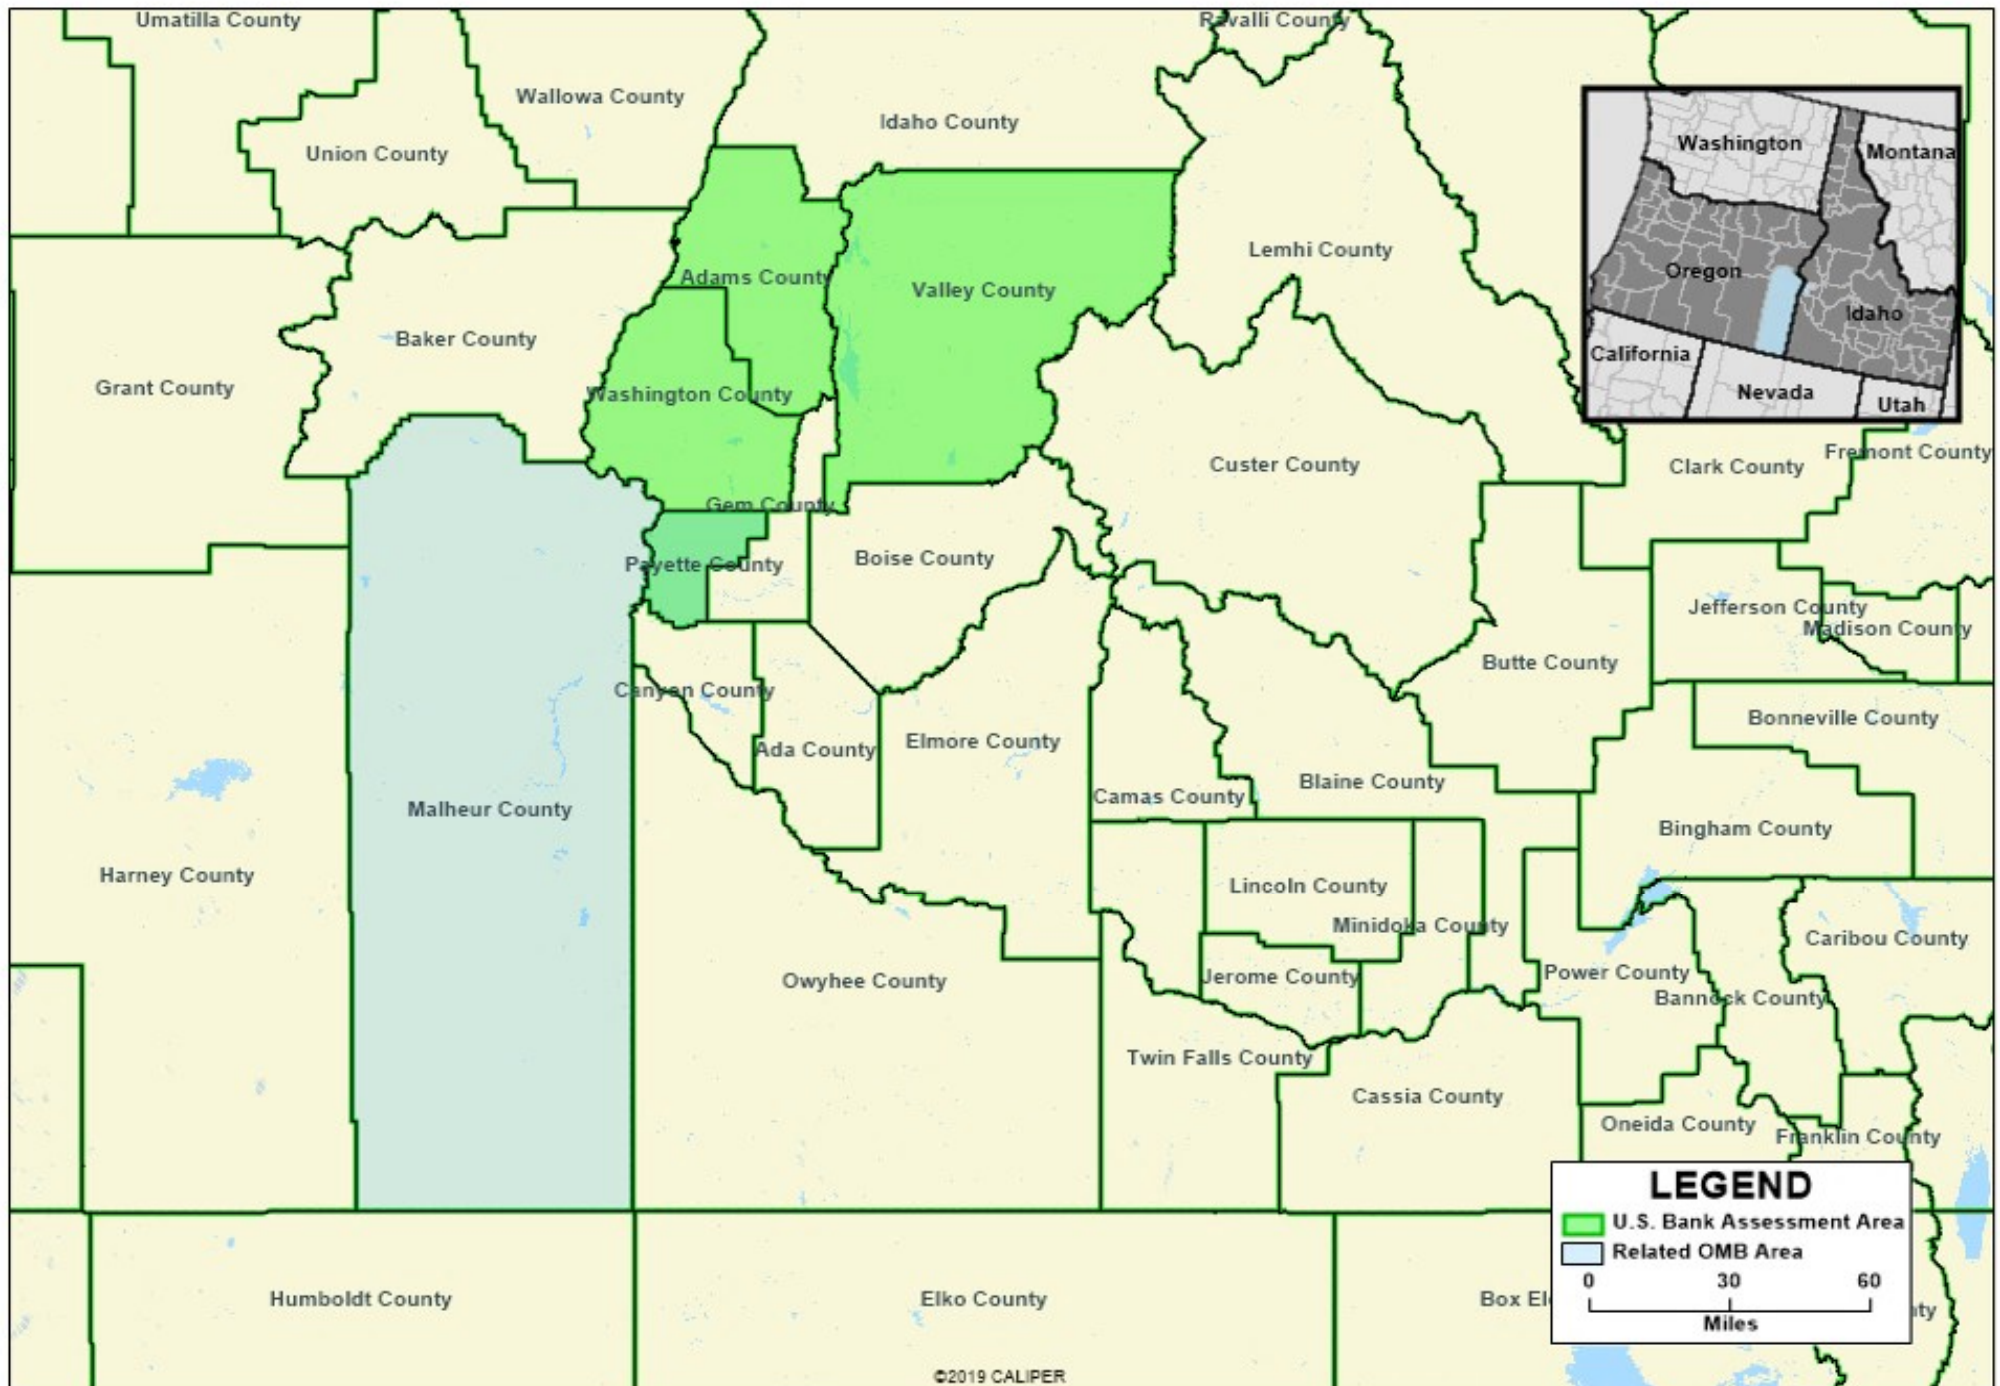 Umatilla County
Ravalli County
Wallowa County
Idaho County
Union County
Washington
Montana
Lemhi County
Adams County
Valley County
Oregon
Idaho
Baker County
California
Grant County
Washington County
Nevada
Utah
Custer County
Clark County
Fremont County
Gem County
Payette County
Boise County
Jefferson County
Madison County
Butte County
Canyon County
Bonneville County
Ada County
Elmore County
Blaine County
Camas County
Malheur County
Bingham County
Harney County
Lincoln County
Minidoka County
Caribou County
Owyhee County
Jerome County
Power County
Bannock County
Twin Falls County
Cassia County
Oneida County
Franklin County
LEGEND
U.S. Bank Assessment Area
Related OMB Area
0 30 60
Miles
Humboldt County
Elko County
Box
©2019 CALIPER